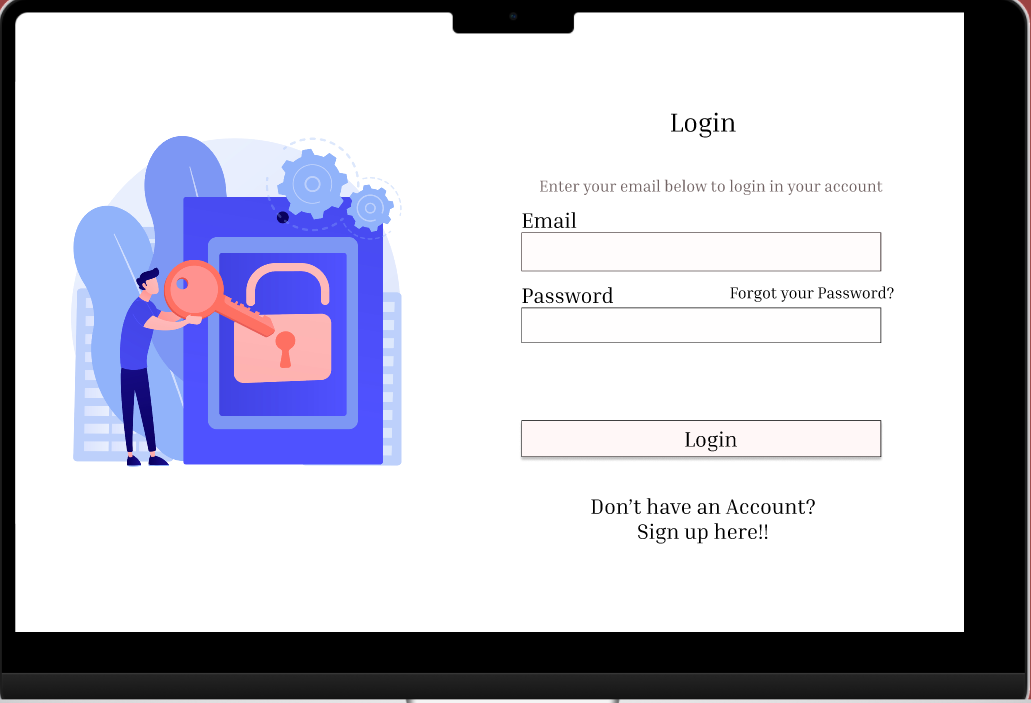 Login
Enter your email below to login in your account
Email
Password
Forgot your Password?
Login
Don’t have an Account?
Sign up here!!